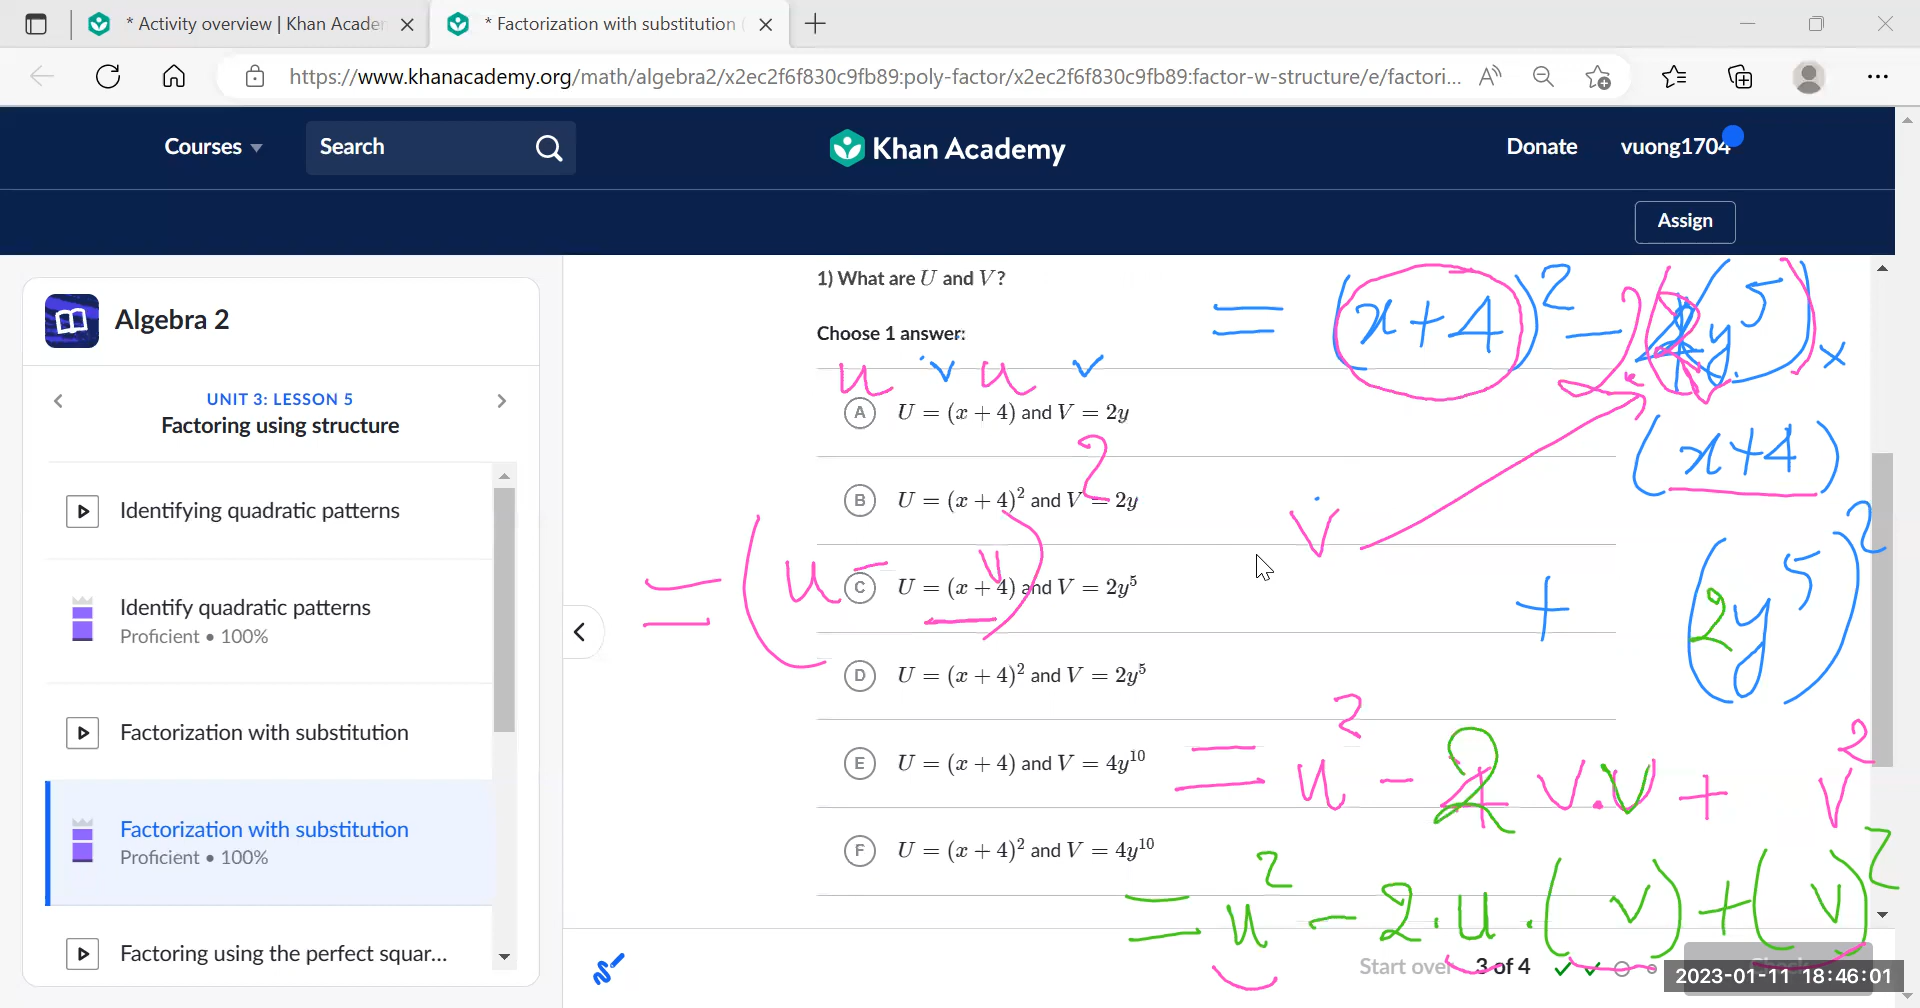 * Activity overview | Khan Acade
* Factorization with substitution (
https://www.khanacademy.org/math/algebra2/x2ec2f6f830c9fb89:poly-factor/x2ec2f6f830c9fb89:factor-w-structure/e/factori...
Courses
Search
Khan Academy
Donate
vuong1704
Assign
Algebra 2
UNIT 3: LESSON 5
Factoring using structure
Identifying quadratic patterns
Identify quadratic patterns
Proficient • 100%
Factorization with substitution
Factorization with substitution
Proficient • 100%
Factoring using the perfect squar...
1) What are U and V?
Choose 1 answer:
u v u v
A U = (x + 4) and V = 2y
2
B U = (x + 4)² and V = 2y
C U = (x + 4) and V = 2y⁵
D U = (x + 4)² and V = 2y⁵
E U = (x + 4) and V = 4y¹⁰
F U = (x + 4)² and V = 4y¹⁰
= (u - v)
= (x+4)² -
y⁵) x
(x+4)
v
+ (2y⁵)²
= u² - 2 v.v + v²
= u² - 2.u.(v) + (v)²
Start over
3 of 4
2023-01-11 18:46:01